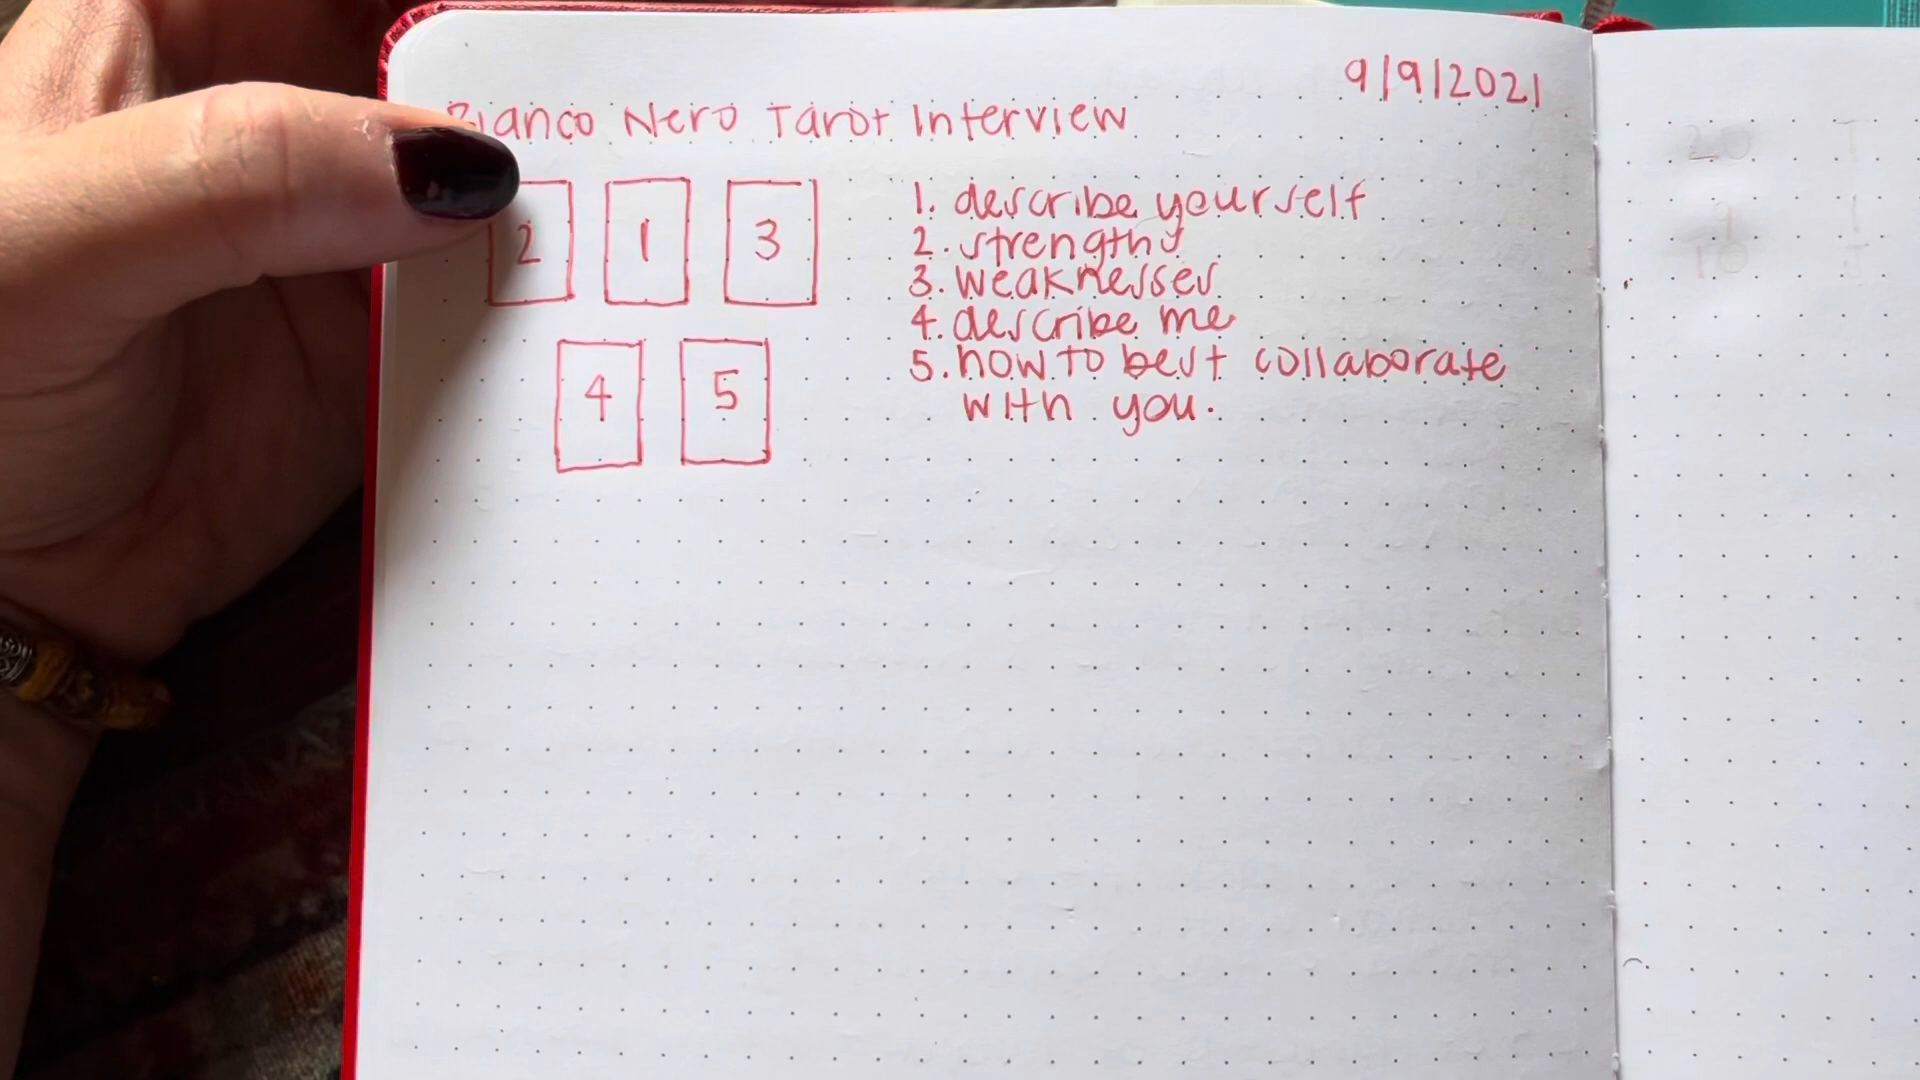 9/9/2021
Bianco Nero Tarot Interview
2 1 3
1. describe yourself
2. strengths
3. weaknesses
4. describe me
5. how to best collaborate
with you.
4 5